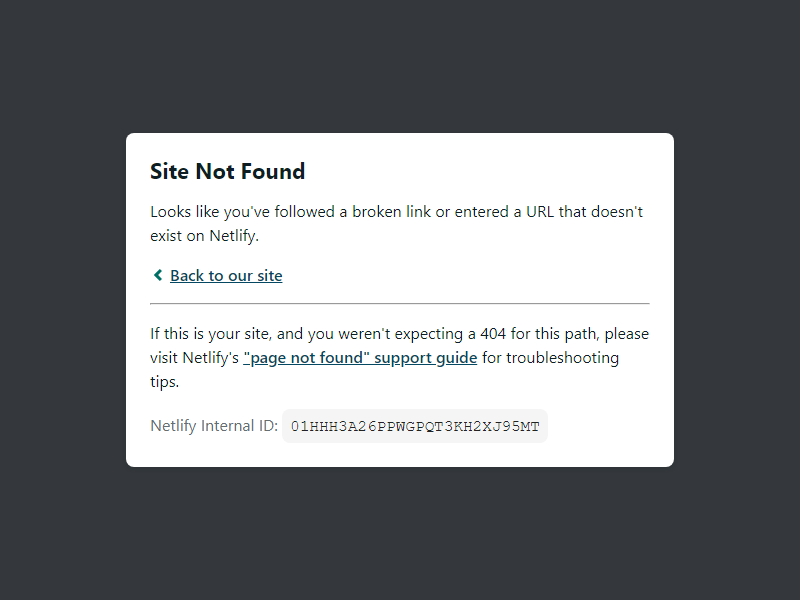 Site Not Found
Looks like you've followed a broken link or entered a URL that doesn't
exist on Netlify.
Back to our site
If this is your site, and you weren't expecting a 404 for this path, please
visit Netlify's "page not found" support guide for troubleshooting
tips.
Netlify Internal ID: 01HHH3A26PPWGPQT3KH2XJ95MT